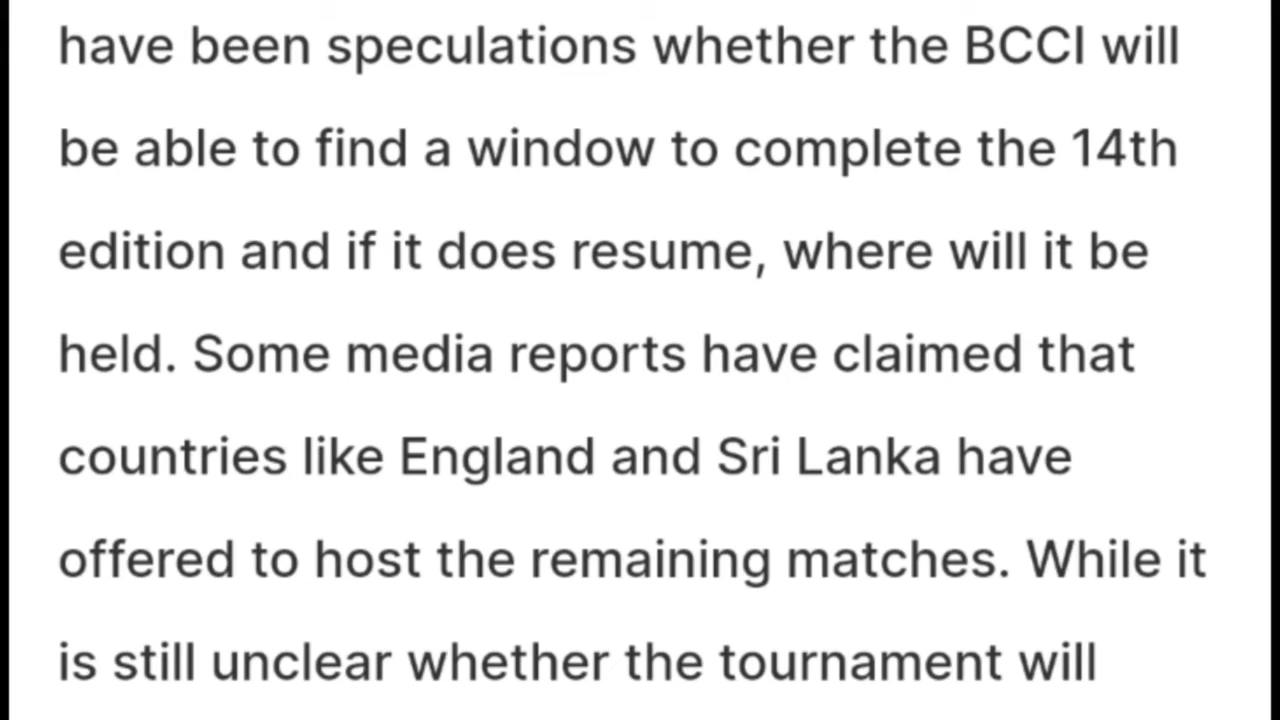 have been speculations whether the BCCI will
be able to find a window to complete the 14th
edition and if it does resume, where will it be
held. Some media reports have claimed that
countries like England and Sri Lanka have
offered to host the remaining matches. While it
is still unclear whether the tournament will